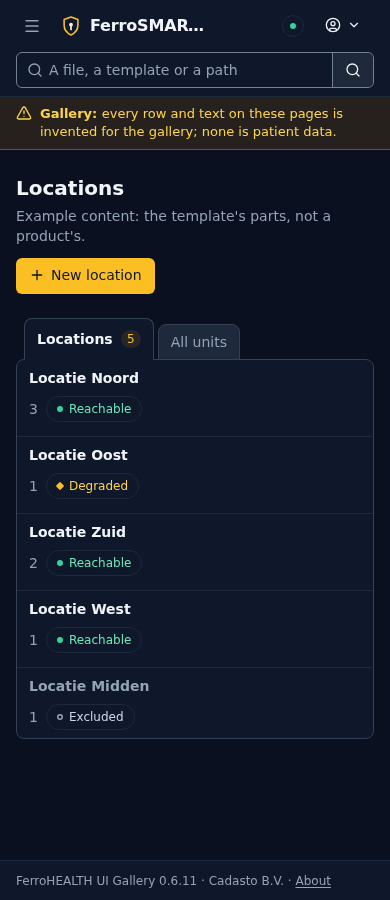 FerroSMAR…
A file, a template or a path
Gallery: every row and text on these pages is
invented for the gallery; none is patient data.
Locations
Example content: the template's parts, not a
product's.
New location
Locations 5
All units
Locatie Noord
3 Reachable
Locatie Oost
1 Degraded
Locatie Zuid
2 Reachable
Locatie West
1 Reachable
Locatie Midden
1 Excluded
FerroHEALTH UI Gallery 0.6.11 · Cadasto B.V. · About